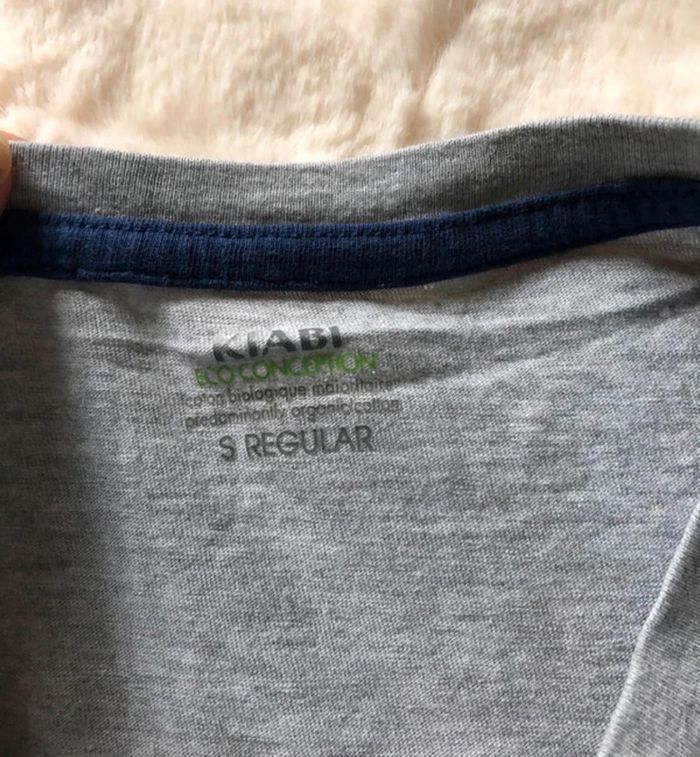 KIABI
ECO CONCEPTION
coton biologique majoritaire
predominantly organic cotton
S REGULAR